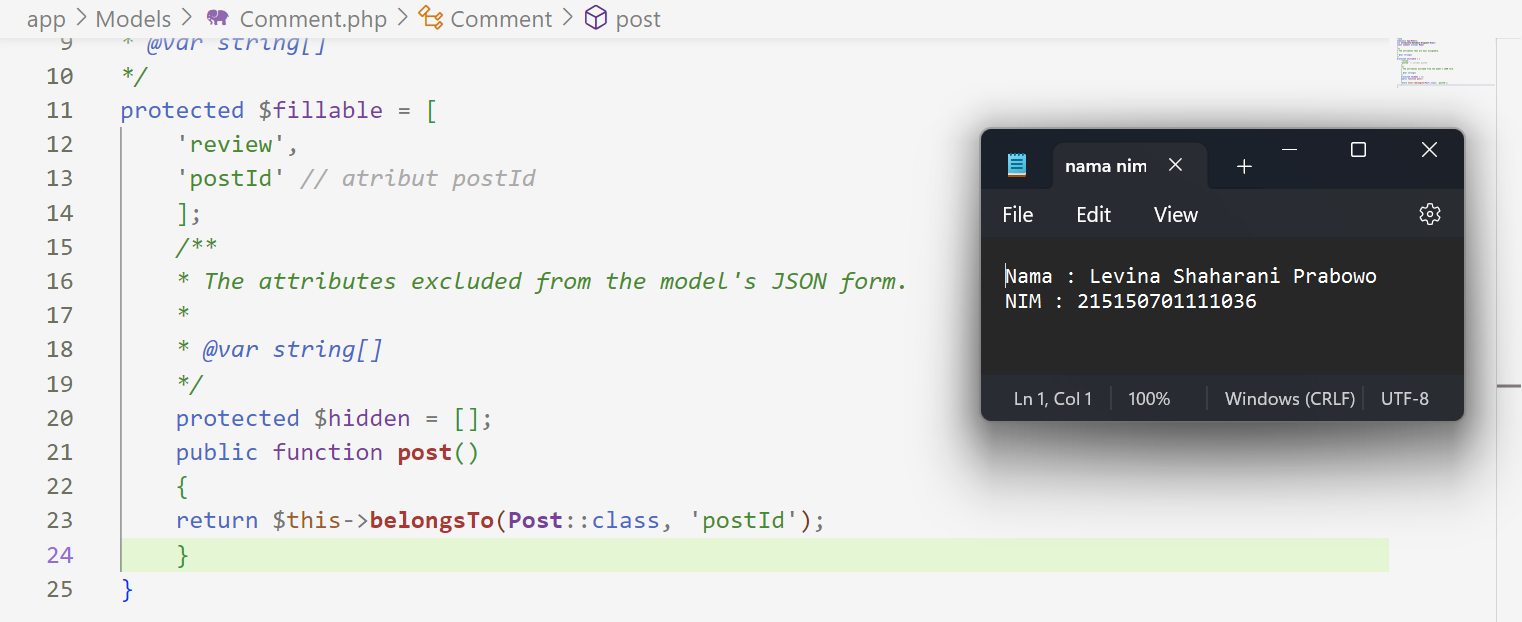 app > Models > Comment.php > Comment > post
9 * @var string[]
10 */
11 protected $fillable = [
12 'review',
13 'postId' // atribut postId
14 ];
15 /**
16 * The attributes excluded from the model's JSON form.
17 *
18 * @var string[]
19 */
20 protected $hidden = [];
21 public function post()
22 {
23 return $this->belongsTo(Post::class, 'postId');
24 }
25 }
nama nim
File Edit View
Nama : Levina Shaharani Prabowo
NIM : 215150701111036
Ln 1, Col 1 100% Windows (CRLF) UTF-8